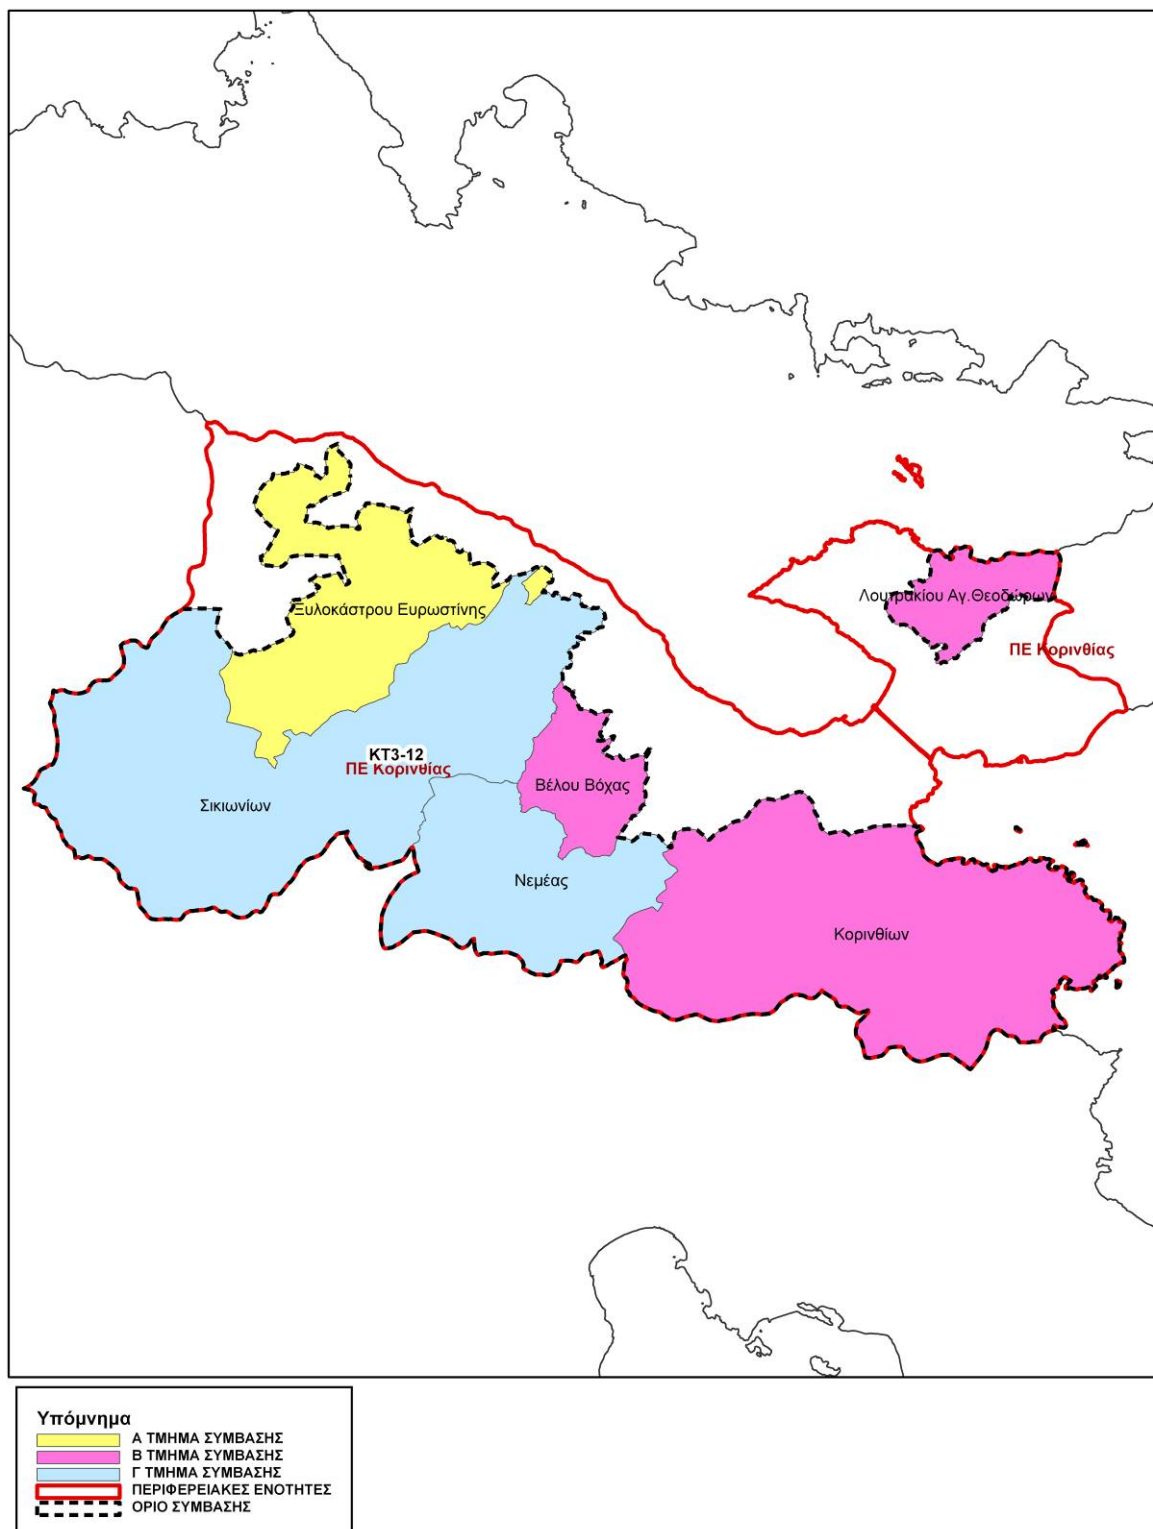 Ξυλοκάστρου Ευρωστίνης
Λουτρακίου Αγ.Θεοδώρων
ΠΕ Κορινθίας
ΚΤ3-12
ΠΕ Κορινθίας
Βέλου Βόχας
Σικιωνίων
Νεμέας
Κορινθίων
Υπόμνημα
Α ΤΜΗΜΑ ΣΥΜΒΑΣΗΣ
Β ΤΜΗΜΑ ΣΥΜΒΑΣΗΣ
Γ ΤΜΗΜΑ ΣΥΜΒΑΣΗΣ
ΠΕΡΙΦΕΡΕΙΑΚΕΣ ΕΝΟΤΗΤΕΣ
ΟΡΙΟ ΣΥΜΒΑΣΗΣ